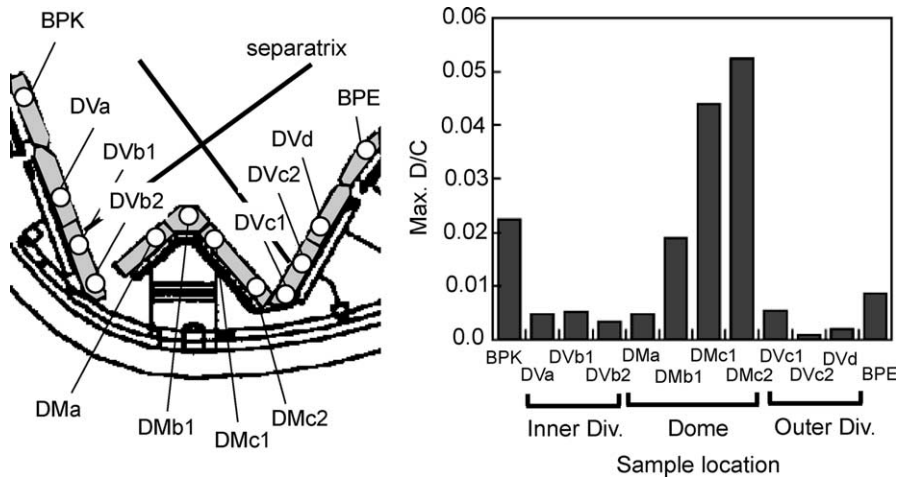 BPK
separatrix
DVa
BPE
DVb1
DVd
DVb2
DVc2
DVc1
DMa
DMb1
DMc1
DMc2
Max. D/C
0.06
0.05
0.04
0.03
0.02
0.01
0.0
BPK DVb1 DMa DMc1 DVc1 DVd
DVa DVb2 DMb1 DMc2 DVc2 BPE
Inner Div. Dome Outer Div.
Sample location